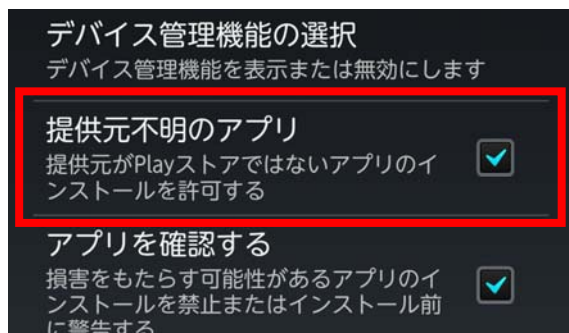 デバイス管理機能の選択
デバイス管理機能を表示または無効にします
提供元不明のアプリ
提供元がPlayストアではないアプリのイ
ンストールを許可する
アプリを確認する
損害をもたらす可能性があるアプリのイ
ンストールを禁止またはインストール前
に警告する